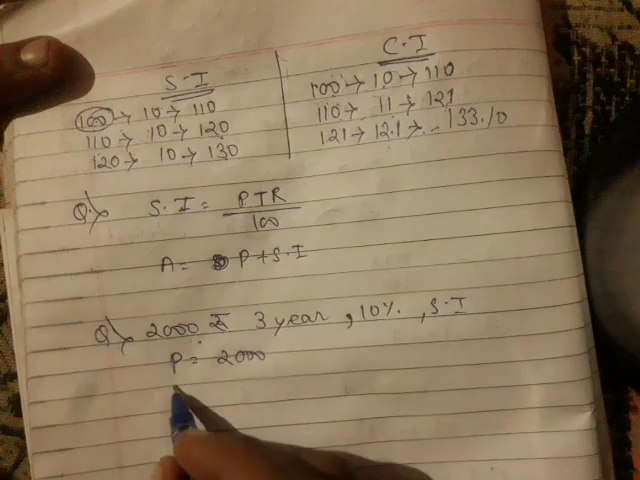 S.I
100 → 10 → 110
110 → 10 → 120
120 → 10 → 130
C.I
100 → 10 → 110
110 → 11 → 121
121 → 12.1 → 133.10
Q.> S.I = PTR
100
A = P+S.I
Q> 2000 3 year, 10%, S.I
P = 2000